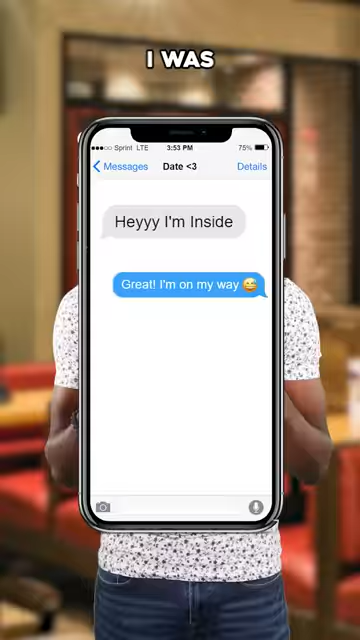 I WAS
Sprint LTE 3:53 PM 75%
Messages Date <3 Details
Heyyy I'm Inside
Great! I'm on my way 😅